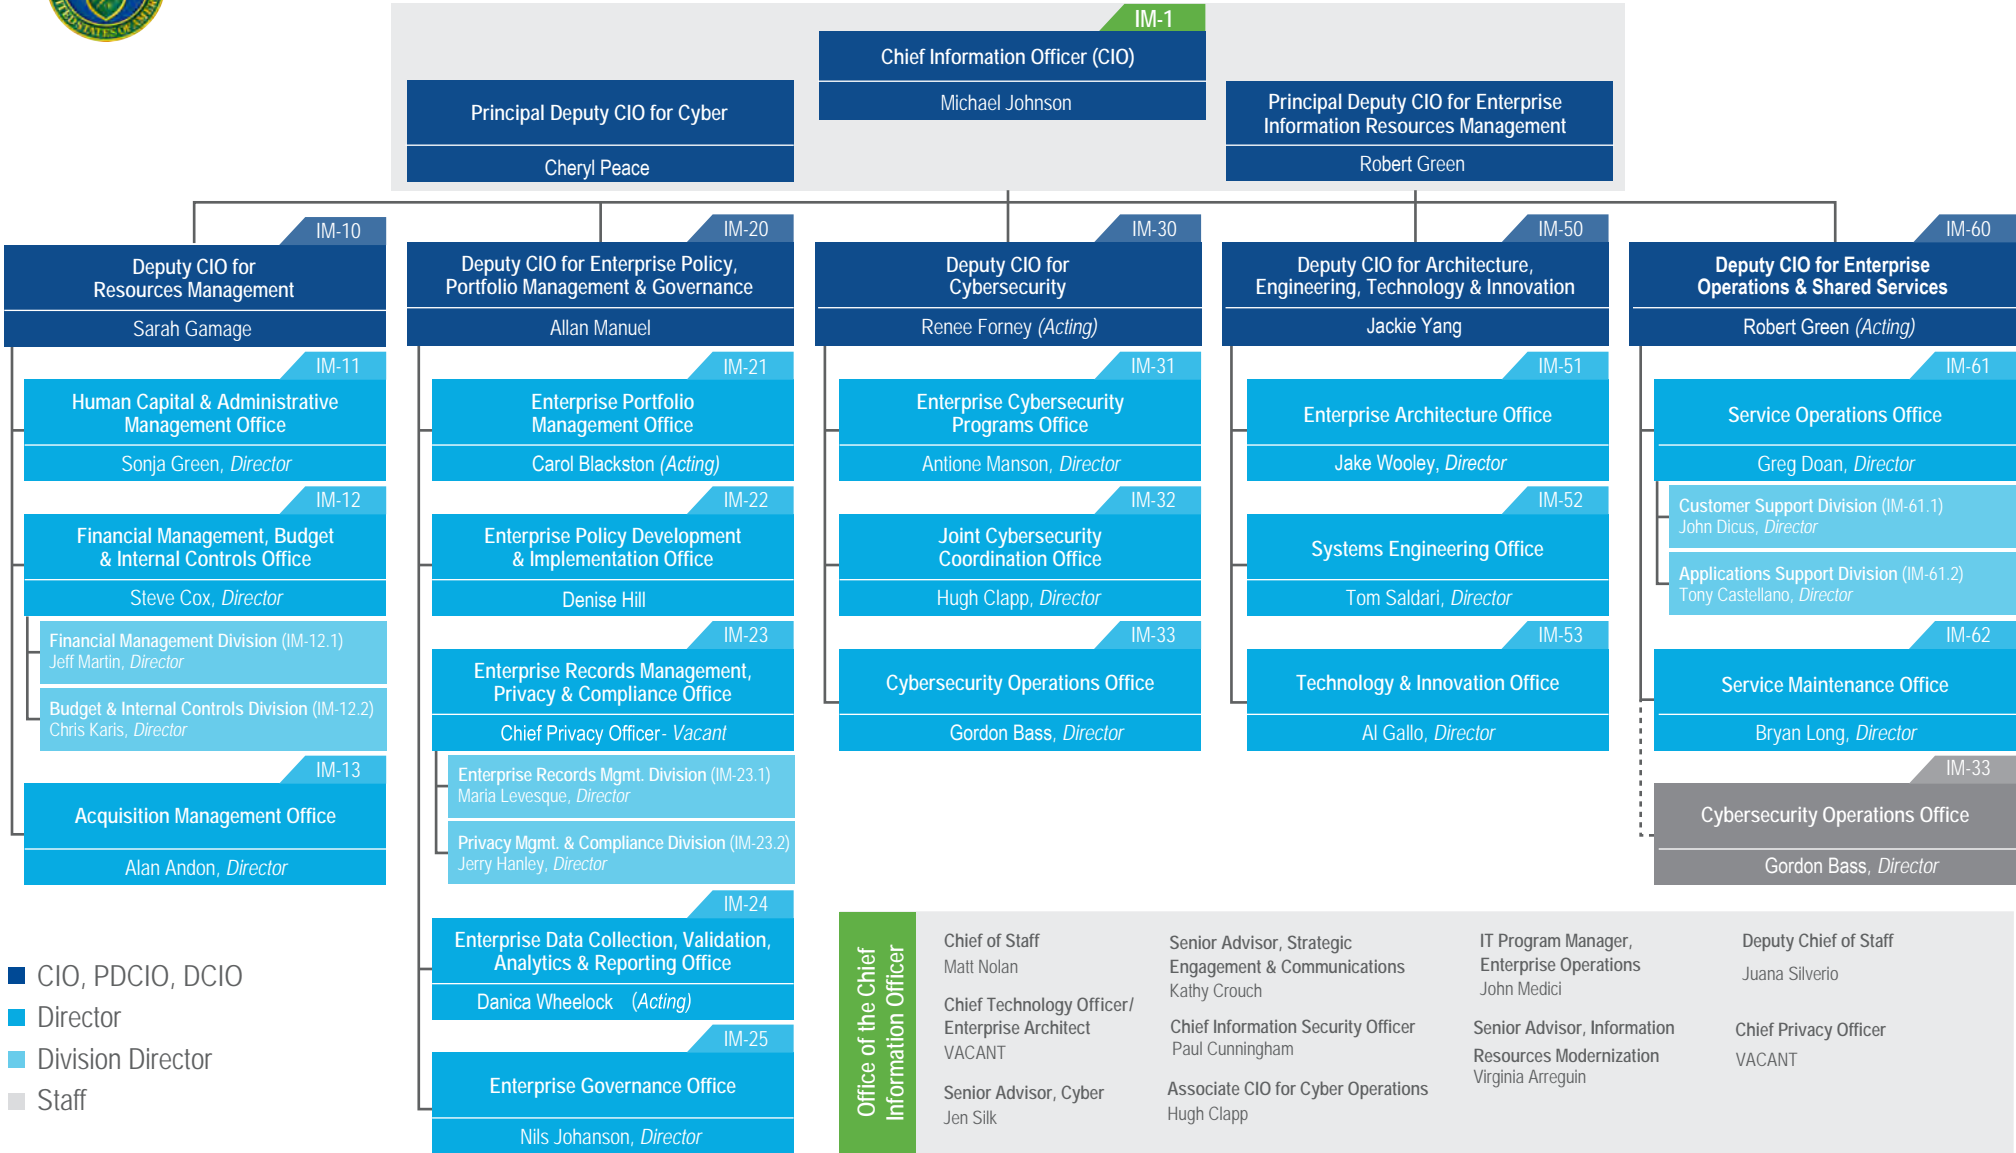 UNITED STATES OF AMERICA
IM-1
Chief Information Officer (CIO)
Michael Johnson
Principal Deputy CIO for Cyber
Cheryl Peace
Principal Deputy CIO for Enterprise
Information Resources Management
Robert Green
IM-10
Deputy CIO for
Resources Management
Sarah Gamage
IM-11
Human Capital & Administrative
Management Office
Sonja Green, Director
IM-12
Financial Management, Budget
& Internal Controls Office
Steve Cox, Director
Financial Management Division (IM-12.1)
Jeff Martin, Director
Budget & Internal Controls Division (IM-12.2)
Chris Karis, Director
IM-13
Acquisition Management Office
Alan Andon, Director
IM-20
Deputy CIO for Enterprise Policy,
Portfolio Management & Governance
Allan Manuel
IM-21
Enterprise Portfolio
Management Office
Carol Blackston (Acting)
IM-22
Enterprise Policy Development
& Implementation Office
Denise Hill
IM-23
Enterprise Records Management,
Privacy & Compliance Office
Chief Privacy Officer- Vacant
Enterprise Records Mgmt. Division (IM-23.1)
Maria Levesque, Director
Privacy Mgmt. & Compliance Division (IM-23.2)
Jerry Hanley, Director
IM-24
Enterprise Data Collection, Validation,
Analytics & Reporting Office
Danica Wheelock (Acting)
IM-25
Enterprise Governance Office
Nils Johanson, Director
IM-30
Deputy CIO for
Cybersecurity
Renee Forney (Acting)
IM-31
Enterprise Cybersecurity
Programs Office
Antione Manson, Director
IM-32
Joint Cybersecurity
Coordination Office
Hugh Clapp, Director
IM-33
Cybersecurity Operations Office
Gordon Bass, Director
IM-50
Deputy CIO for Architecture,
Engineering, Technology & Innovation
Jackie Yang
IM-51
Enterprise Architecture Office
Jake Wooley, Director
IM-52
Systems Engineering Office
Tom Saldari, Director
IM-53
Technology & Innovation Office
Al Gallo, Director
IM-60
Deputy CIO for Enterprise
Operations & Shared Services
Robert Green (Acting)
IM-61
Service Operations Office
Greg Doan, Director
Customer Support Division (IM-61.1)
John Dicus, Director
Applications Support Division (IM-61.2)
Tony Castellano, Director
IM-62
Service Maintenance Office
Bryan Long, Director
IM-33
Cybersecurity Operations Office
Gordon Bass, Director
CIO, PDCIO, DCIO
Director
Division Director
Staff
Office of the Chief
Information Officer
Chief of Staff
Matt Nolan
Chief Technology Officer/
Enterprise Architect
VACANT
Senior Advisor, Cyber
Jen Silk
Senior Advisor, Strategic
Engagement & Communications
Kathy Crouch
Chief Information Security Officer
Paul Cunningham
Associate CIO for Cyber Operations
Hugh Clapp
IT Program Manager,
Enterprise Operations
John Medici
Senior Advisor, Information
Resources Modernization
Virginia Arreguin
Deputy Chief of Staff
Juana Silverio
Chief Privacy Officer
VACANT